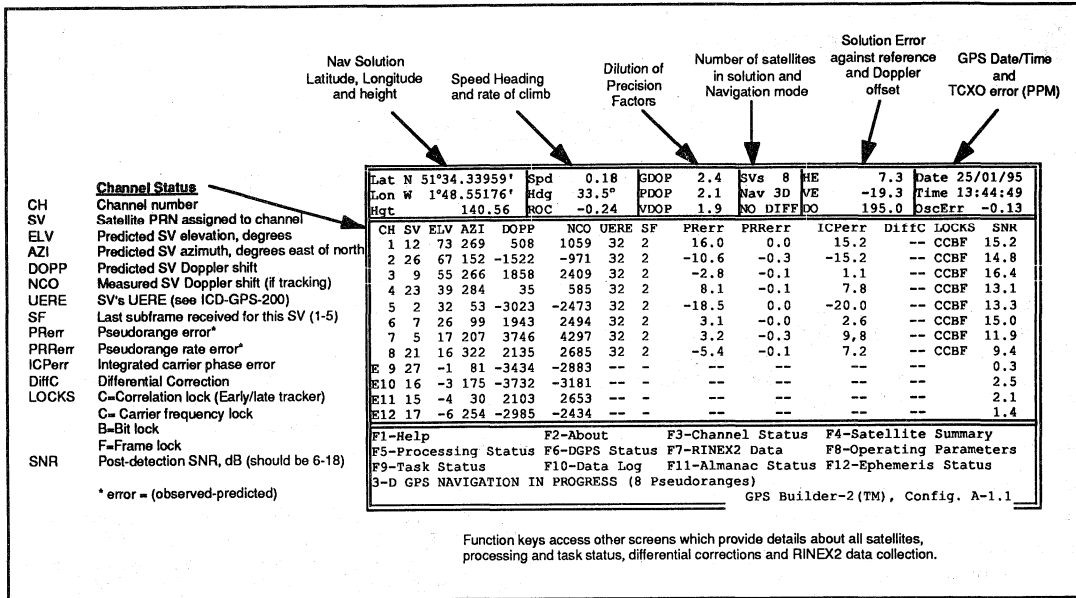 Nav Solution
Latitude, Longitude
and height
Speed Heading
and rate of climb
Dilution of
Precision
Factors
Number of satellites
in solution and
Navigation mode
Solution Error
against reference
and Doppler
offset
GPS Date/Time
and
TCXO error (PPM)
Channel Status
CH Channel number
SV Satellite PRN assigned to channel
ELV Predicted SV elevation, degrees
AZI Predicted SV azimuth, degrees east of north
DOPP Predicted SV Doppler shift
NCO Measured SV Doppler shift (if tracking)
UERE SV's UERE (see ICD-GPS-200)
SF Last subframe received for this SV (1-5)
PRerr Pseudorange error*
PRRerr Pseudorange rate error*
ICPerr Integrated carrier phase error
DiffC Differential Correction
LOCKS C=Correlation lock (Early/late tracker)
C= Carrier frequency lock
B=Bit lock
F=Frame lock
SNR Post-detection SNR, dB (should be 6-18)
* error = (observed-predicted)
Lat N 51°34.33959' Spd 0.18 GDOP 2.4 SVs 8 HE 7.3 Date 25/01/95
Lon W 1°48.55176' Hdg 33.5° PDOP 2.1 Nav 3D VE -19.3 Time 13:44:49
Hgt 140.56 ROC -0.24 VDOP 1.9 NO DIFF DO 195.0 OscErr -0.13
CH SV ELV AZI DOPP NCO UERE SF PRerr PRRerr ICPerr DiffC LOCKS SNR
1 12 73 269 508 1059 32 2 16.0 0.0 15.2 -- CCBF 15.2
2 26 67 152 -1522 -971 32 2 -10.6 -0.3 -15.2 -- CCBF 14.8
3 9 55 266 1858 2409 32 2 -2.8 -0.1 1.1 -- CCBF 16.4
4 23 39 284 35 585 32 2 8.1 -0.1 7.8 -- CCBF 13.1
5 2 32 53 -3023 -2473 32 2 -18.5 0.0 -20.0 -- CCBF 13.3
6 7 26 99 1943 2494 32 2 3.1 -0.0 2.6 -- CCBF 15.0
7 5 17 207 3746 4297 32 2 3.2 -0.3 9,8 -- CCBF 11.9
8 21 16 322 2135 2685 32 2 -5.4 -0.1 7.2 -- CCBF 9.4
E 9 27 -1 81 -3434 -2883 -- - -- -- -- -- 0.3
E10 16 -3 175 -3732 -3181 -- - -- -- -- -- 2.5
E11 15 -4 30 2103 2653 -- - -- -- -- -- 2.1
E12 17 -6 254 -2985 -2434 -- - -- -- -- -- 1.4
F1-Help F2-About F3-Channel Status F4-Satellite Summary
F5-Processing Status F6-DGPS Status F7-RINEX2 Data F8-Operating Parameters
F9-Task Status F10-Data Log F11-Almanac Status F12-Ephemeris Status
3-D GPS NAVIGATION IN PROGRESS (8 Pseudoranges)
GPS Builder-2(TM), Config. A-1.1
Function keys access other screens which provide details about all satellites,
processing and task status, differential corrections and RINEX2 data collection.